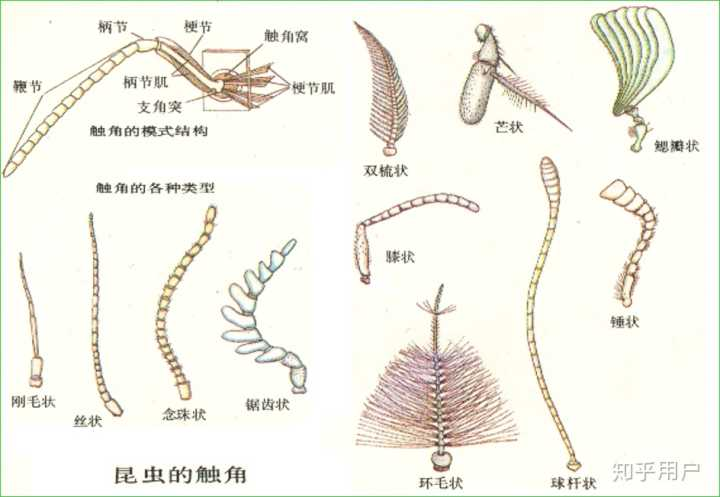 柄节
梗节
触角窝
鞭节
柄节肌
梗节肌
支角突
触角的模式结构
触角的各种类型
刚毛状
丝状
念珠状
锯齿状
双梳状
芒状
鳃瓣状
膝状
锤状
环毛状
球杆状
昆虫的触角
知乎用户